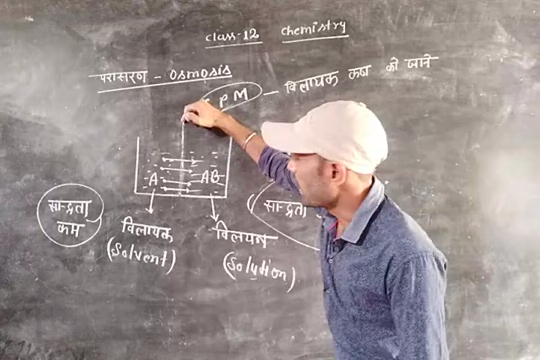 class-12 chemistry
परासरण - osmosis
PM - विलायक कण को जाने
A AB
सान्द्रता
कम
विलायक
(Solvent)
विलयन
(Solution)
सान्द्रता